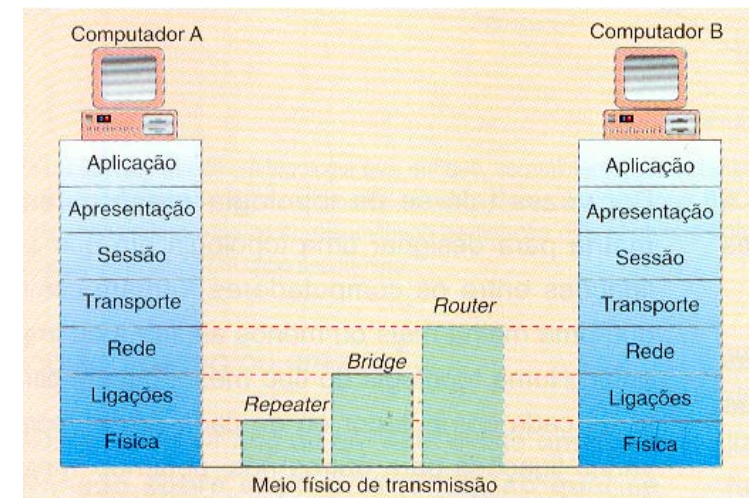 Computador A
Computador B
Aplicação
Apresentação
Sessão
Transporte
Rede
Ligações
Física
Repeater
Bridge
Router
Aplicação
Apresentação
Sessão
Transporte
Rede
Ligações
Física
Meio físico de transmissão